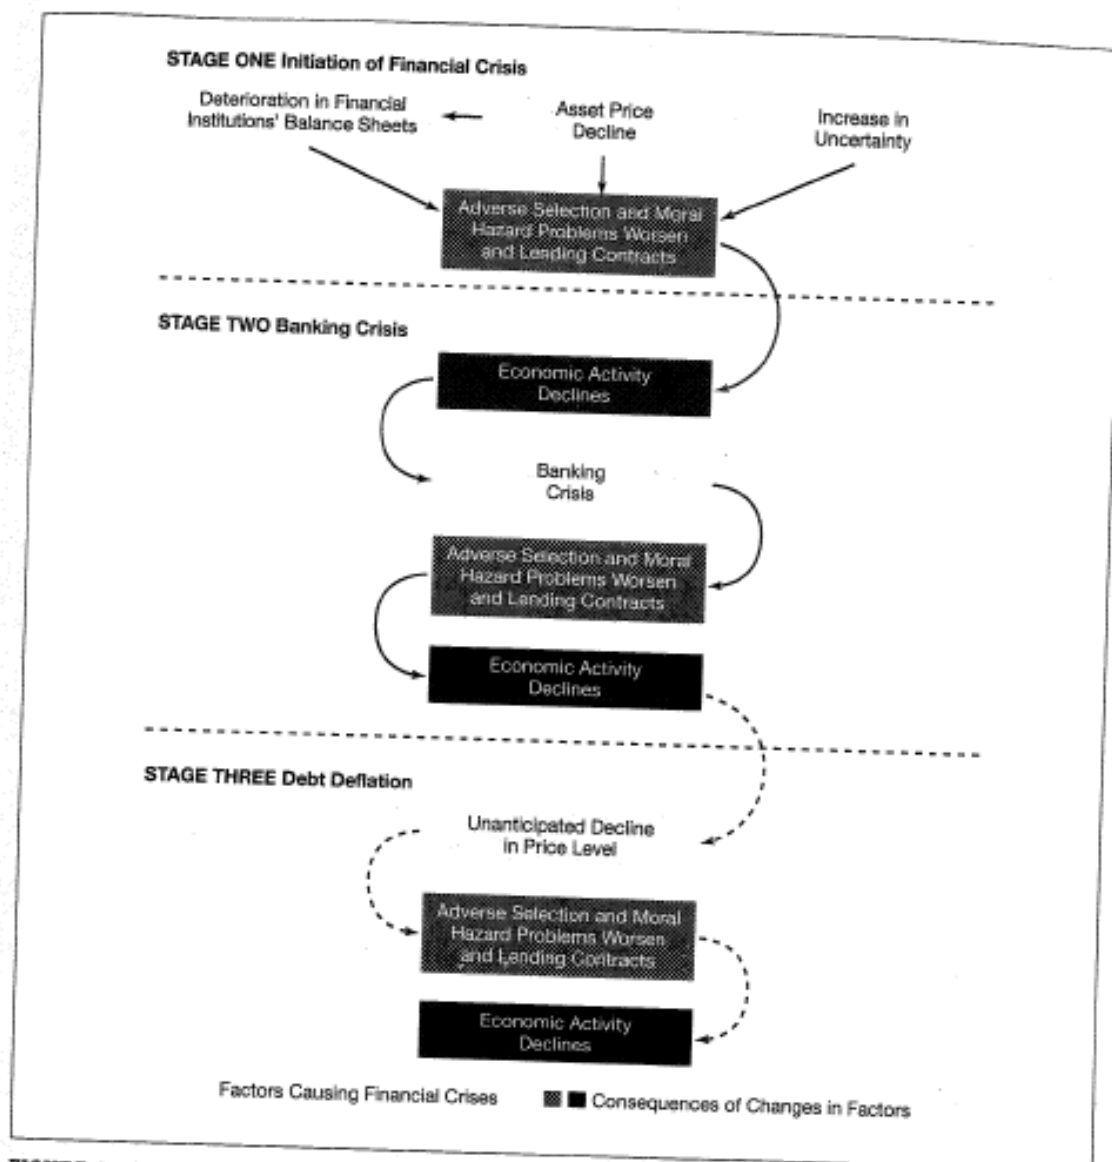 STAGE ONE Initiation of Financial Crisis
Deterioration in Financial
Institutions' Balance Sheets
Asset Price
Decline
Increase in
Uncertainty
Adverse Selection and Moral
Hazard Problems Worsen
and Lending Contracts
STAGE TWO Banking Crisis
Economic Activity
Declines
Banking
Crisis
Adverse Selection and Moral
Hazard Problems Worsen
and Lending Contracts
Economic Activity
Declines
STAGE THREE Debt Deflation
Unanticipated Decline
in Price Level
Adverse Selection and Moral
Hazard Problems Worsen
and Lending Contracts
Economic Activity
Declines
Factors Causing Financial Crises
Consequences of Changes in Factors